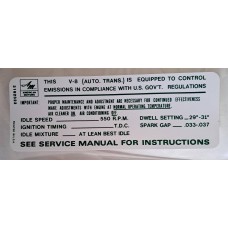 THIS V-6 (AUTO. TRANS.) IS EQUIPPED TO CONTROL
EMISSIONS IN COMPLIANCE WITH U.S. GOV'T. REGULATIONS
IMPORTANT
PROPER MAINTENANCE AND ADJUSTMENT ARE NECESSARY FOR CONTINUED EFFECTIVENESS
ADJUSTMENTS WITH ENGINE AT NORMAL OPERATING TEMPERATURE,
AIR CLEANER ON AIR CONDITIONING OFF
IDLE SPEED 550 R.P.M. DWELL SETTING 29°-31°
IGNITION TIMING T.D.C. SPARK GAP .033-.037
IDLE MIXTURE AT LEAN BEST IDLE
SEE SERVICE MANUAL FOR INSTRUCTIONS